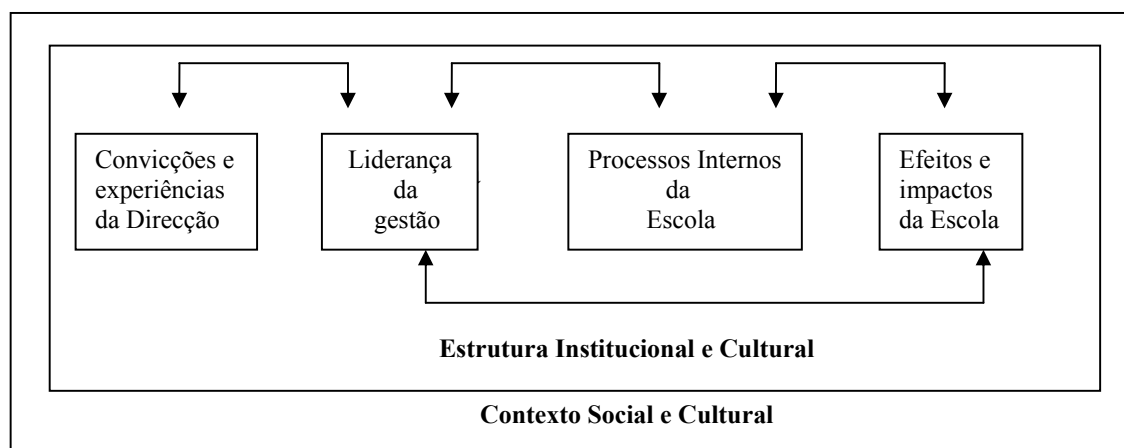 Convicções e
experiências
da Direcção
Liderança
da
gestão
Processos Internos
da
Escola
Efeitos e
impactos
da Escola
Estrutura Institucional e Cultural
Contexto Social e Cultural